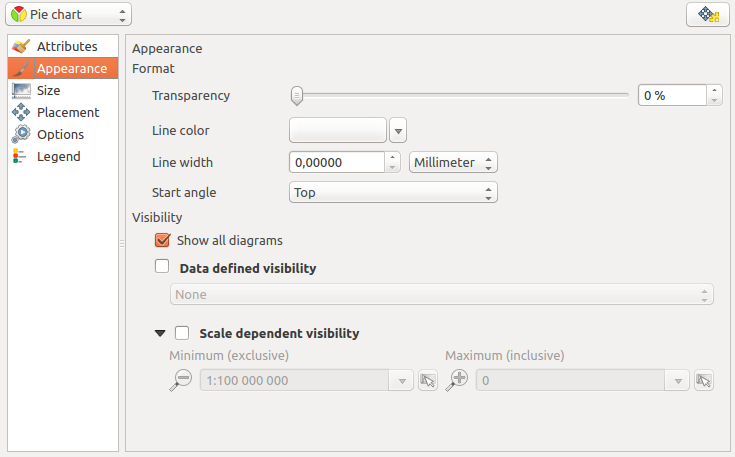 Pie chart
Attributes
Appearance
Size
Placement
Options
Legend
Appearance
Format
Transparency 0 %
Line color
Line width 0,00000 Millimeter
Start angle Top
Visibility
Show all diagrams
Data defined visibility
None
Scale dependent visibility
Minimum (exclusive) Maximum (inclusive)
1:100 000 000 0